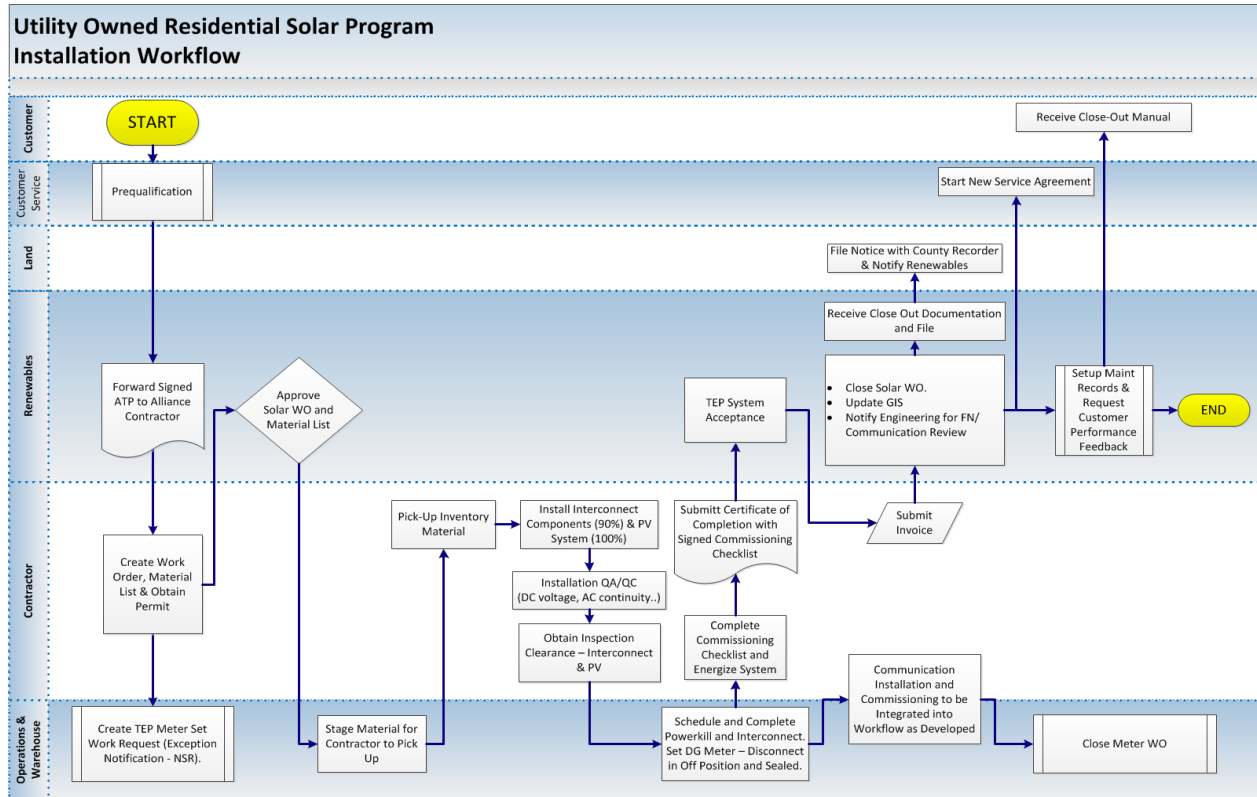 Utility Owned Residential Solar Program
Installation Workflow
Customer
START
Receive Close-Out Manual
Customer
Service
Prequalification
Start New Service Agreement
Land
File Notice with County Recorder
& Notify Renewables
Renewables
Receive Close Out Documentation
and File
Forward Signed
ATP to Alliance
Contractor
Approve
Solar WO and
Material List
TEP System
Acceptance
• Close Solar WO.
• Update GIS
• Notify Engineering for FN/
Communication Review
Setup Maint
Records &
Request
Customer
Performance
Feedback
END
Contractor
Create Work
Order, Material
List & Obtain
Permit
Pick-Up Inventory
Material
Install Interconnect
Components (90%) & PV
System (100%)
Installation QA/QC
(DC voltage, AC continuity..)
Obtain Inspection
Clearance – Interconnect
& PV
Submitt Certificate of
Completion with
Signed Commissioning
Checklist
Complete
Commissioning
Checklist and
Energize System
Submit
Invoice
Operations &
Warehouse
Create TEP Meter Set
Work Request (Exception
Notification - NSR).
Stage Material for
Contractor to Pick
Up
Schedule and Complete
Powerkill and Interconnect.
Set DG Meter – Disconnect
in Off Position and Sealed.
Communication
Installation and
Commissioning to be
Integrated into
Workflow as Developed
Close Meter WO